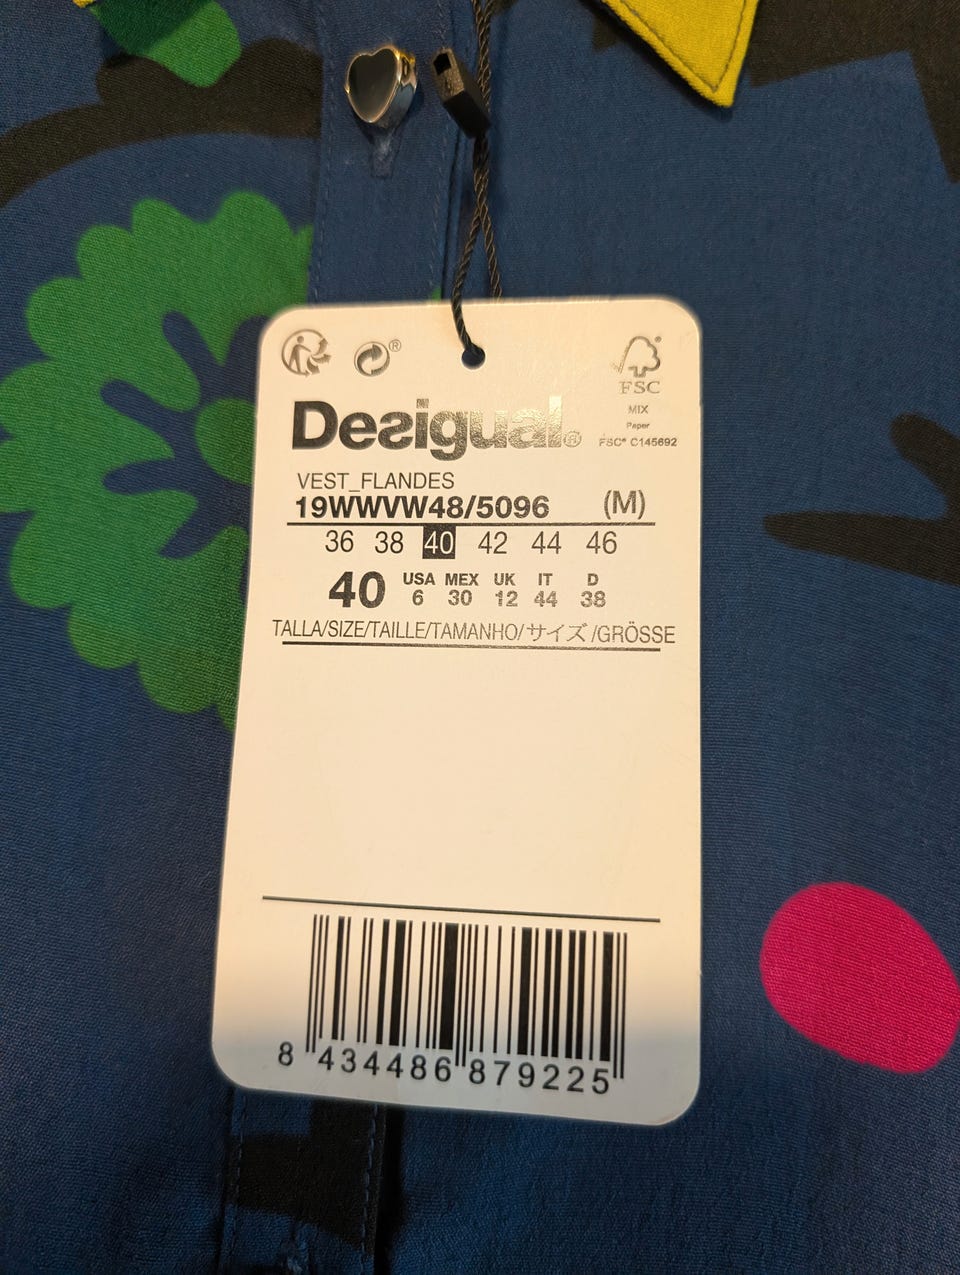 ®
FSC
MIX
Paper
FSC® C145692
Desigual®
VEST_FLANDES
19WWVW48/5096 (M)
36 38 40 42 44 46
40 USA MEX UK IT D
6 30 12 44 38
TALLA/SIZE/TAILLE/TAMANHO/サイズ/GRÖSSE
8 434486 879225